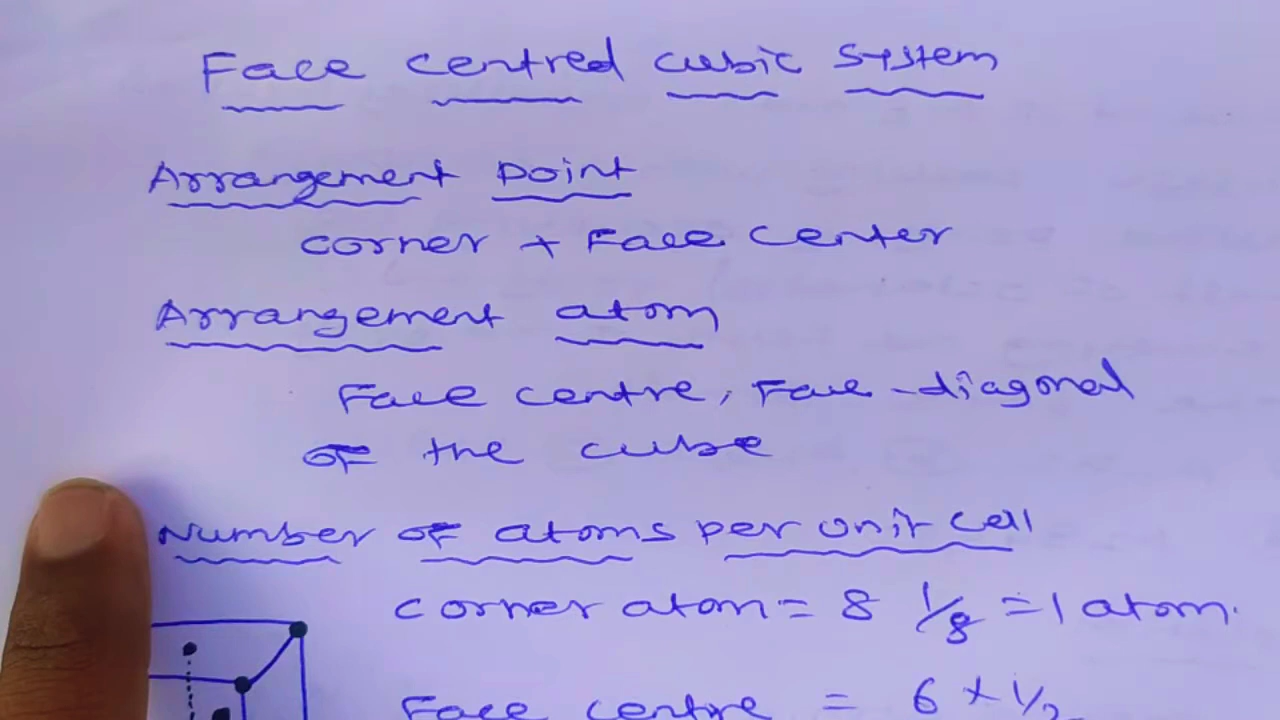 Face centred cubic system
Arrangement point
corner + Face center
Arrangement atom
Face centre, Face-diagonal
of the cube
Number of atoms per unit cell
corner atom = 8 1/8 = 1 atom.
Face centre = 6 × 1/2